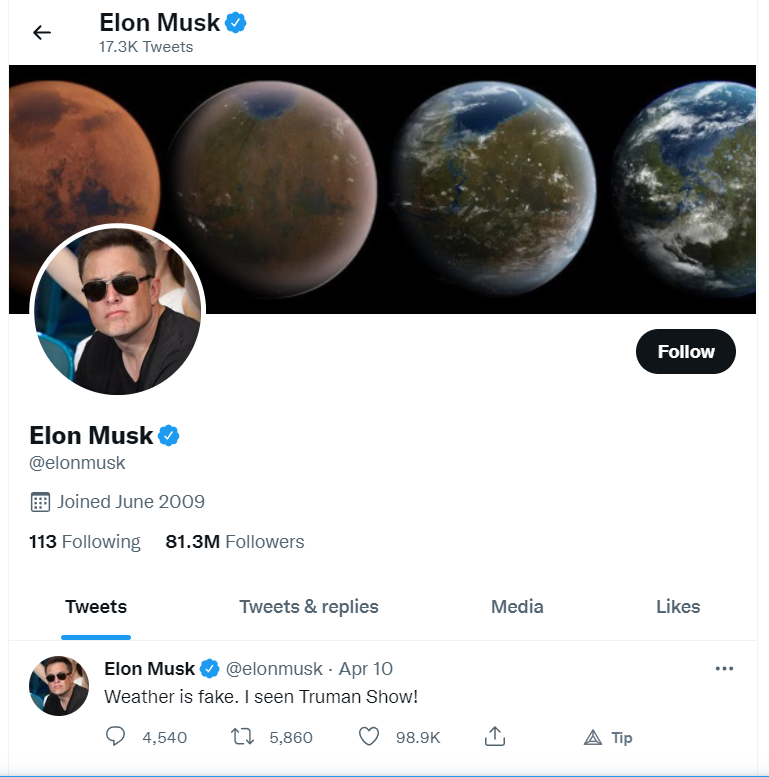 Elon Musk
17.3K Tweets
Follow
Elon Musk
@elonmusk
Joined June 2009
113 Following 81.3M Followers
Tweets Tweets & replies Media Likes
Elon Musk @elonmusk · Apr 10
Weather is fake. I seen Truman Show!
4,540 5,860 98.9K Tip